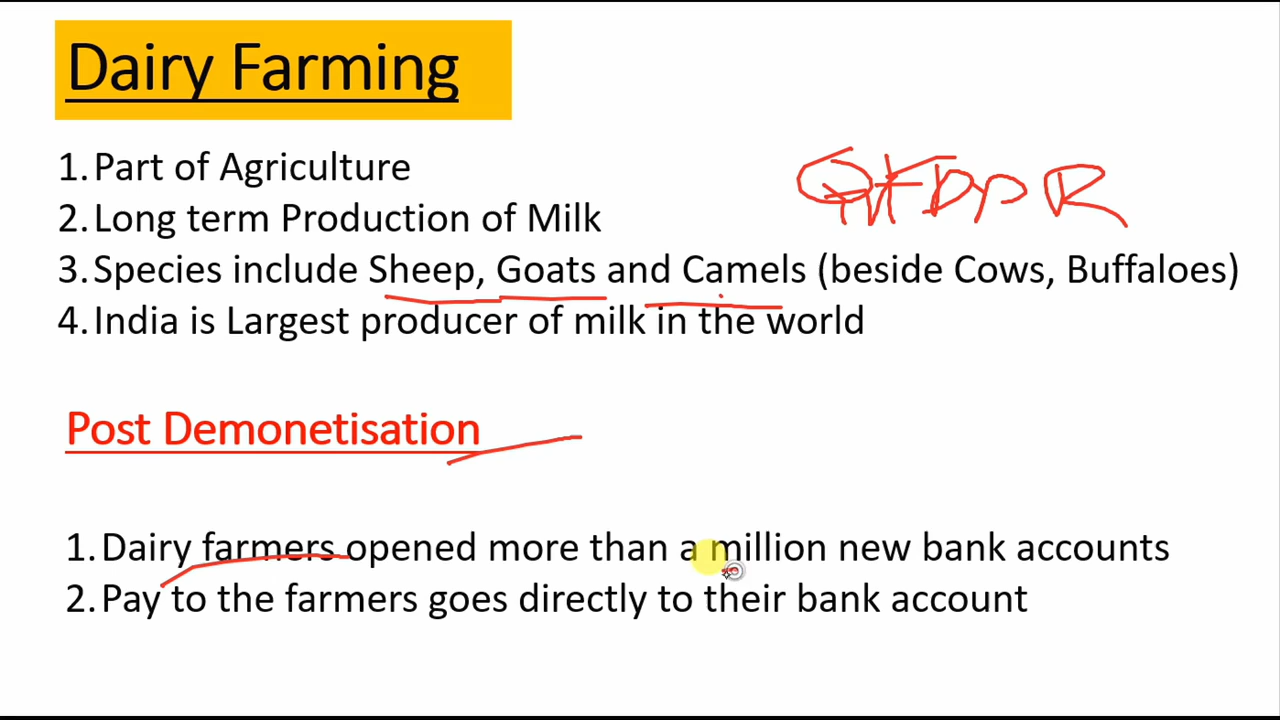 Dairy Farming
1. Part of Agriculture
2. Long term Production of Milk
3. Species include Sheep, Goats and Camels (beside Cows, Buffaloes)
4. India is Largest producer of milk in the world
Post Demonetisation
1. Dairy farmers opened more than a million new bank accounts
2. Pay to the farmers goes directly to their bank account